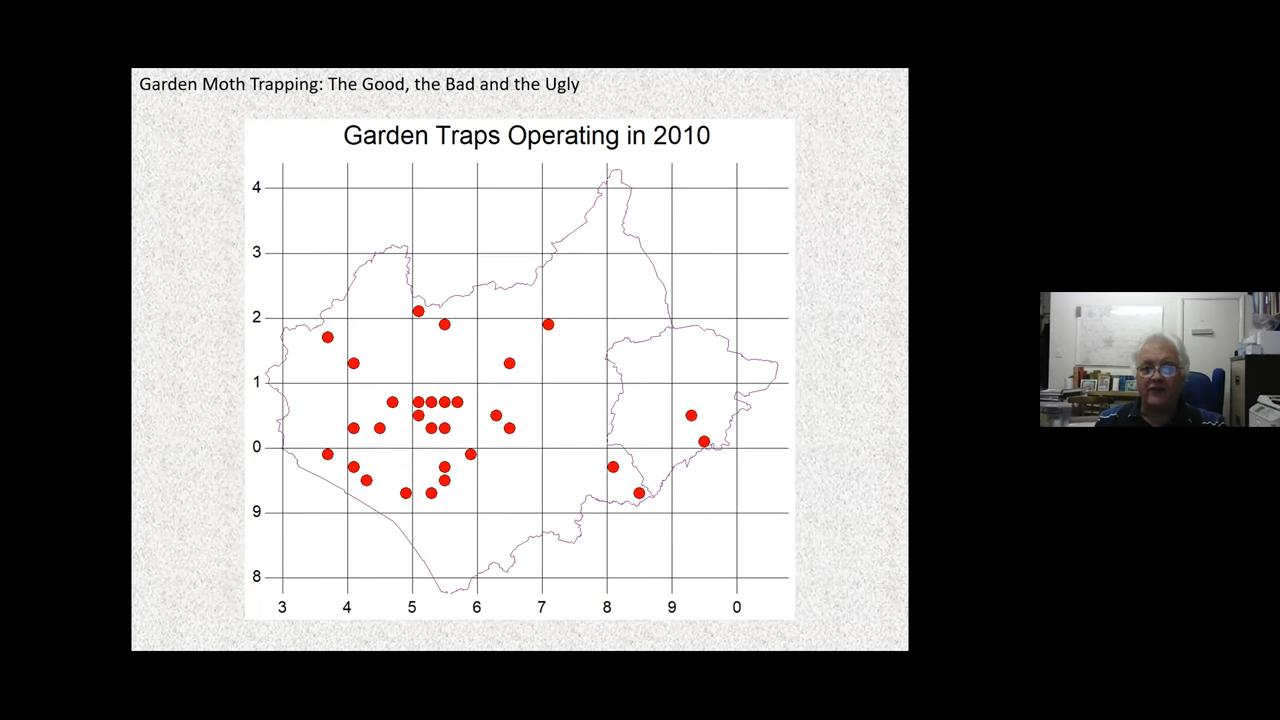 Garden Moth Trapping: The Good, the Bad and the Ugly
Garden Traps Operating in 2010
4
3
2
1
0
9
8
3 4 5 6 7 8 9 0